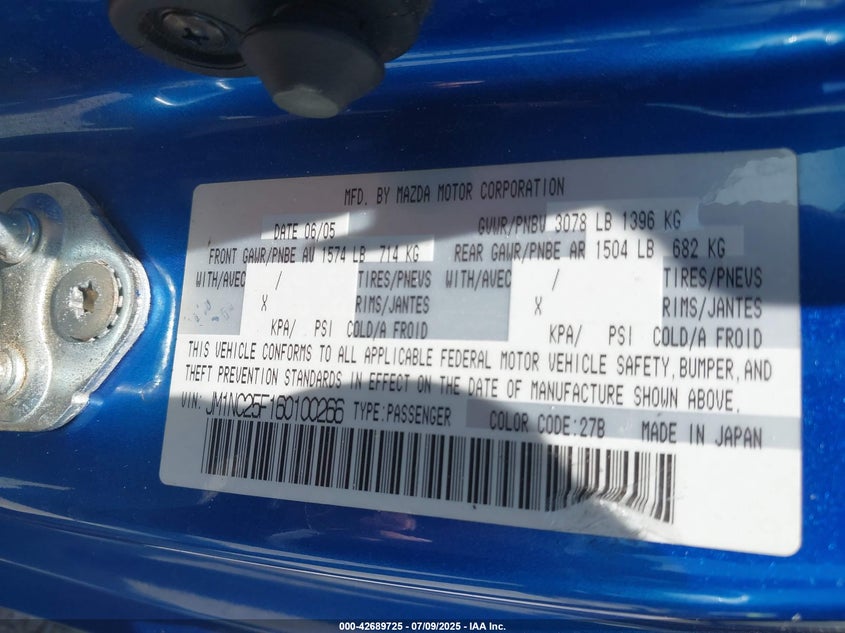 MFD. BY MAZDA MOTOR CORPORATION
DATE 06/05 GVWR/PNBV 3078 LB 1396 KG
FRONT GAWR/PNBE AV 1574 LB 714 KG REAR GAWR/PNBE AR 1504 LB 682 KG
WITH/AVEC / TIRES/PNEUS WITH/AVEC / TIRES/PNEUS
X RIMS/JANTES X RIMS/JANTES
KPA/ PSI COLD/A FROID KPA/ PSI COLD/A FROID
THIS VEHICLE CONFORMS TO ALL APPLICABLE FEDERAL MOTOR VEHICLE SAFETY, BUMPER, AND
THEFT PREVENTION STANDARDS IN EFFECT ON THE DATE OF MANUFACTURE SHOWN ABOVE.
VIN: JM1NC25F160100266 TYPE:PASSENGER COLOR CODE:27B MADE IN JAPAN
000-42689725 - 07/09/2025 - IAA Inc.